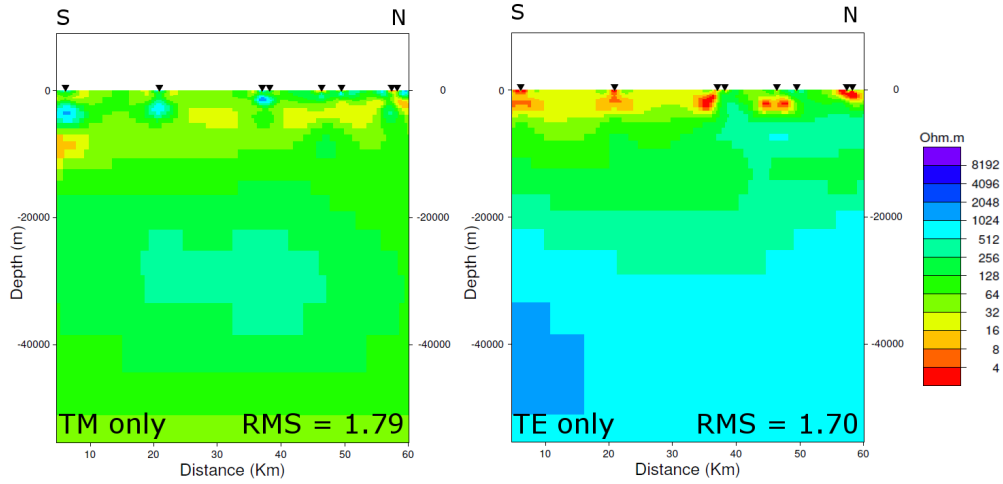 S N
0 0
-20000 -20000
-40000 -40000
Depth (m)
TM only RMS = 1.79
10 20 30 40 50 60
Distance (Km)
S N
0 0
-20000 -20000
-40000 -40000
Depth (m)
TE only RMS = 1.70
10 20 30 40 50 60
Distance (Km)
Ohm.m
8192
4096
2048
1024
512
256
128
64
32
16
8
4